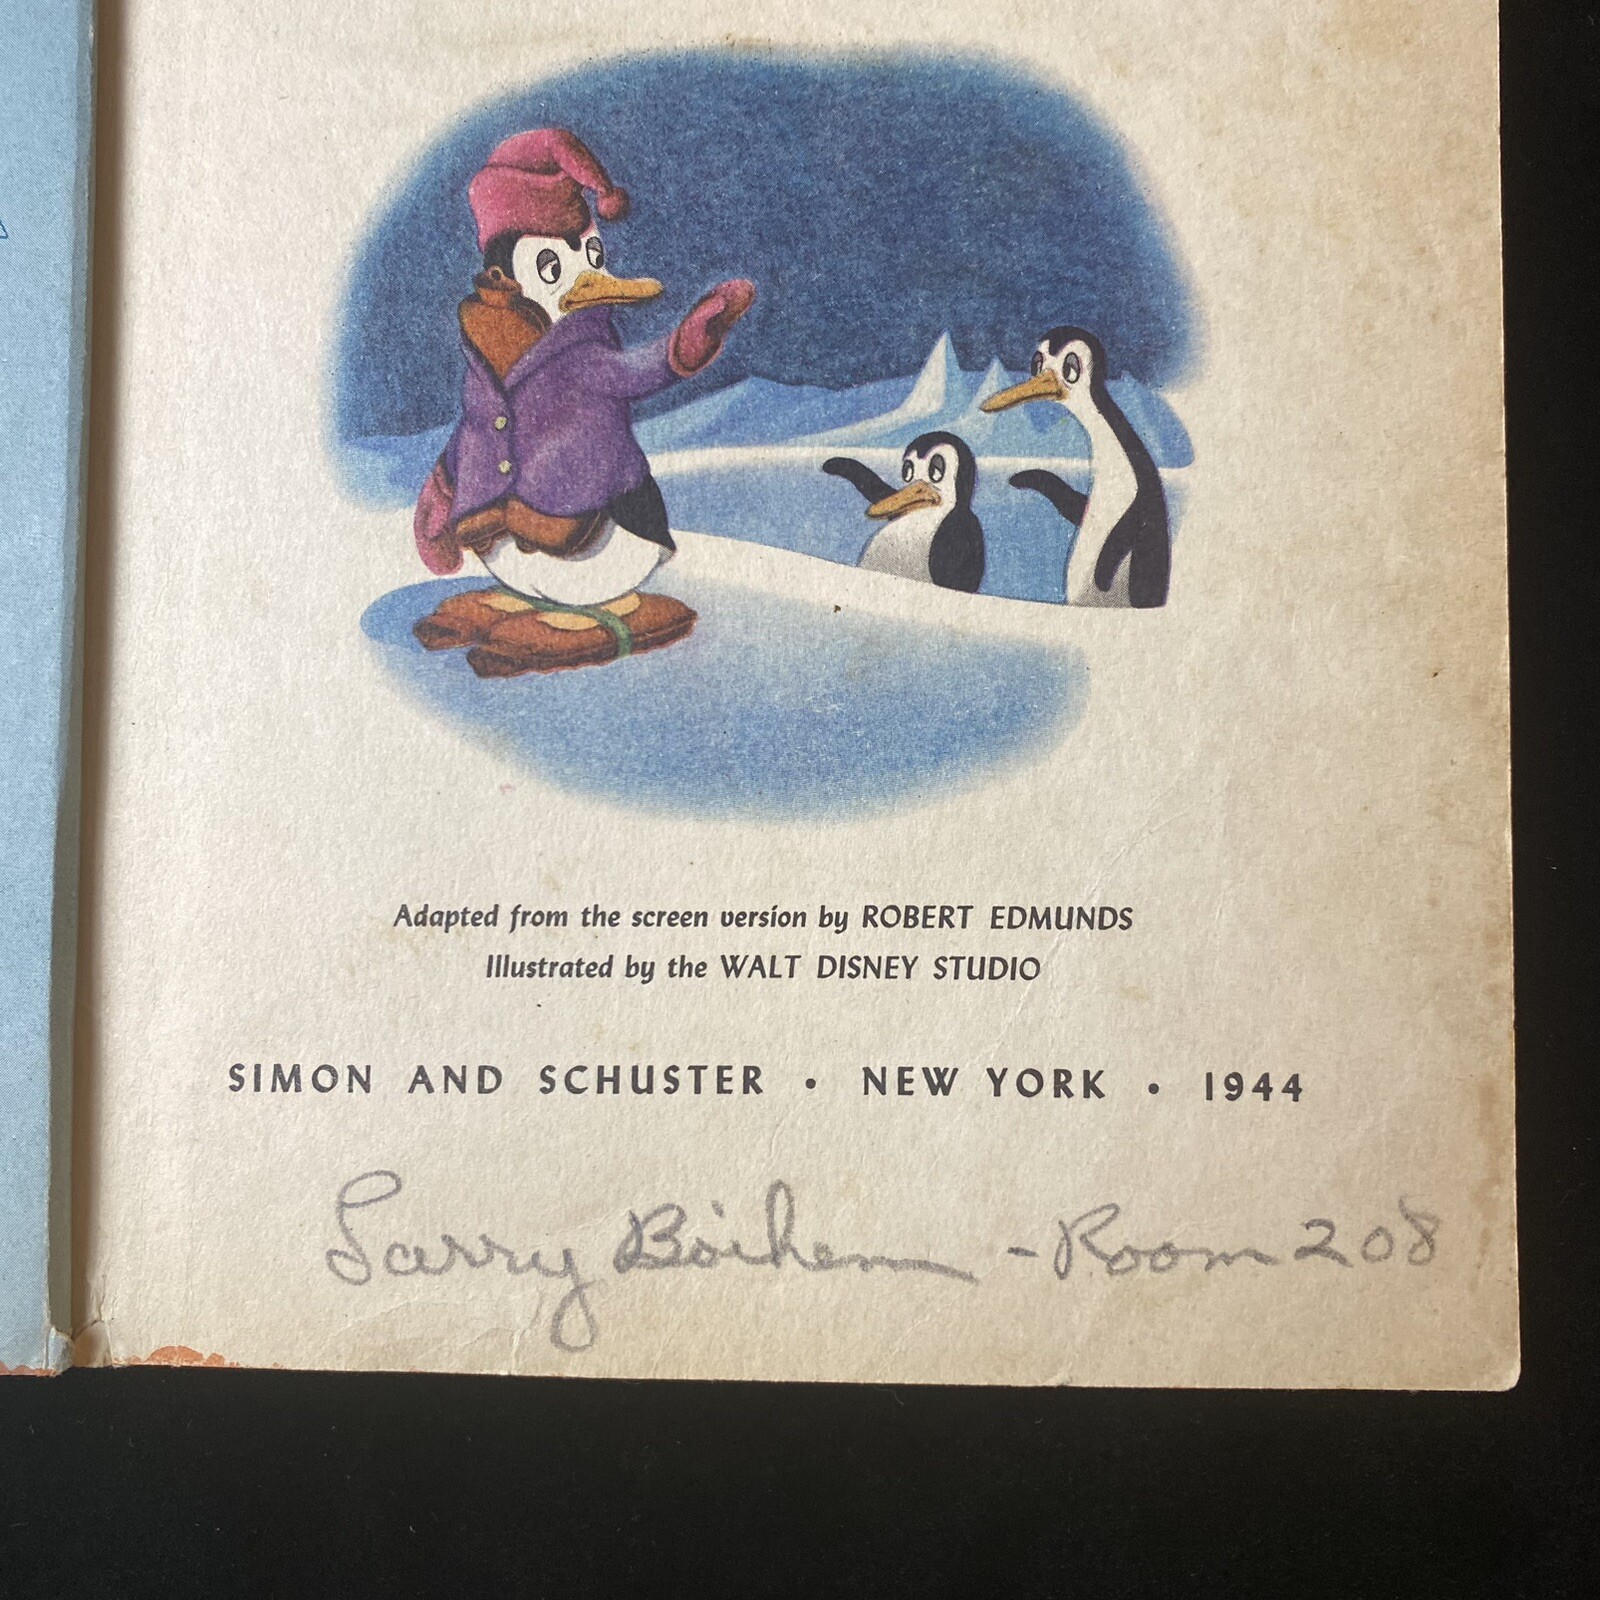 Adapted from the screen version by ROBERT EDMUNDS
Illustrated by the WALT DISNEY STUDIO
SIMON AND SCHUSTER • NEW YORK • 1944
Larry - Room 208